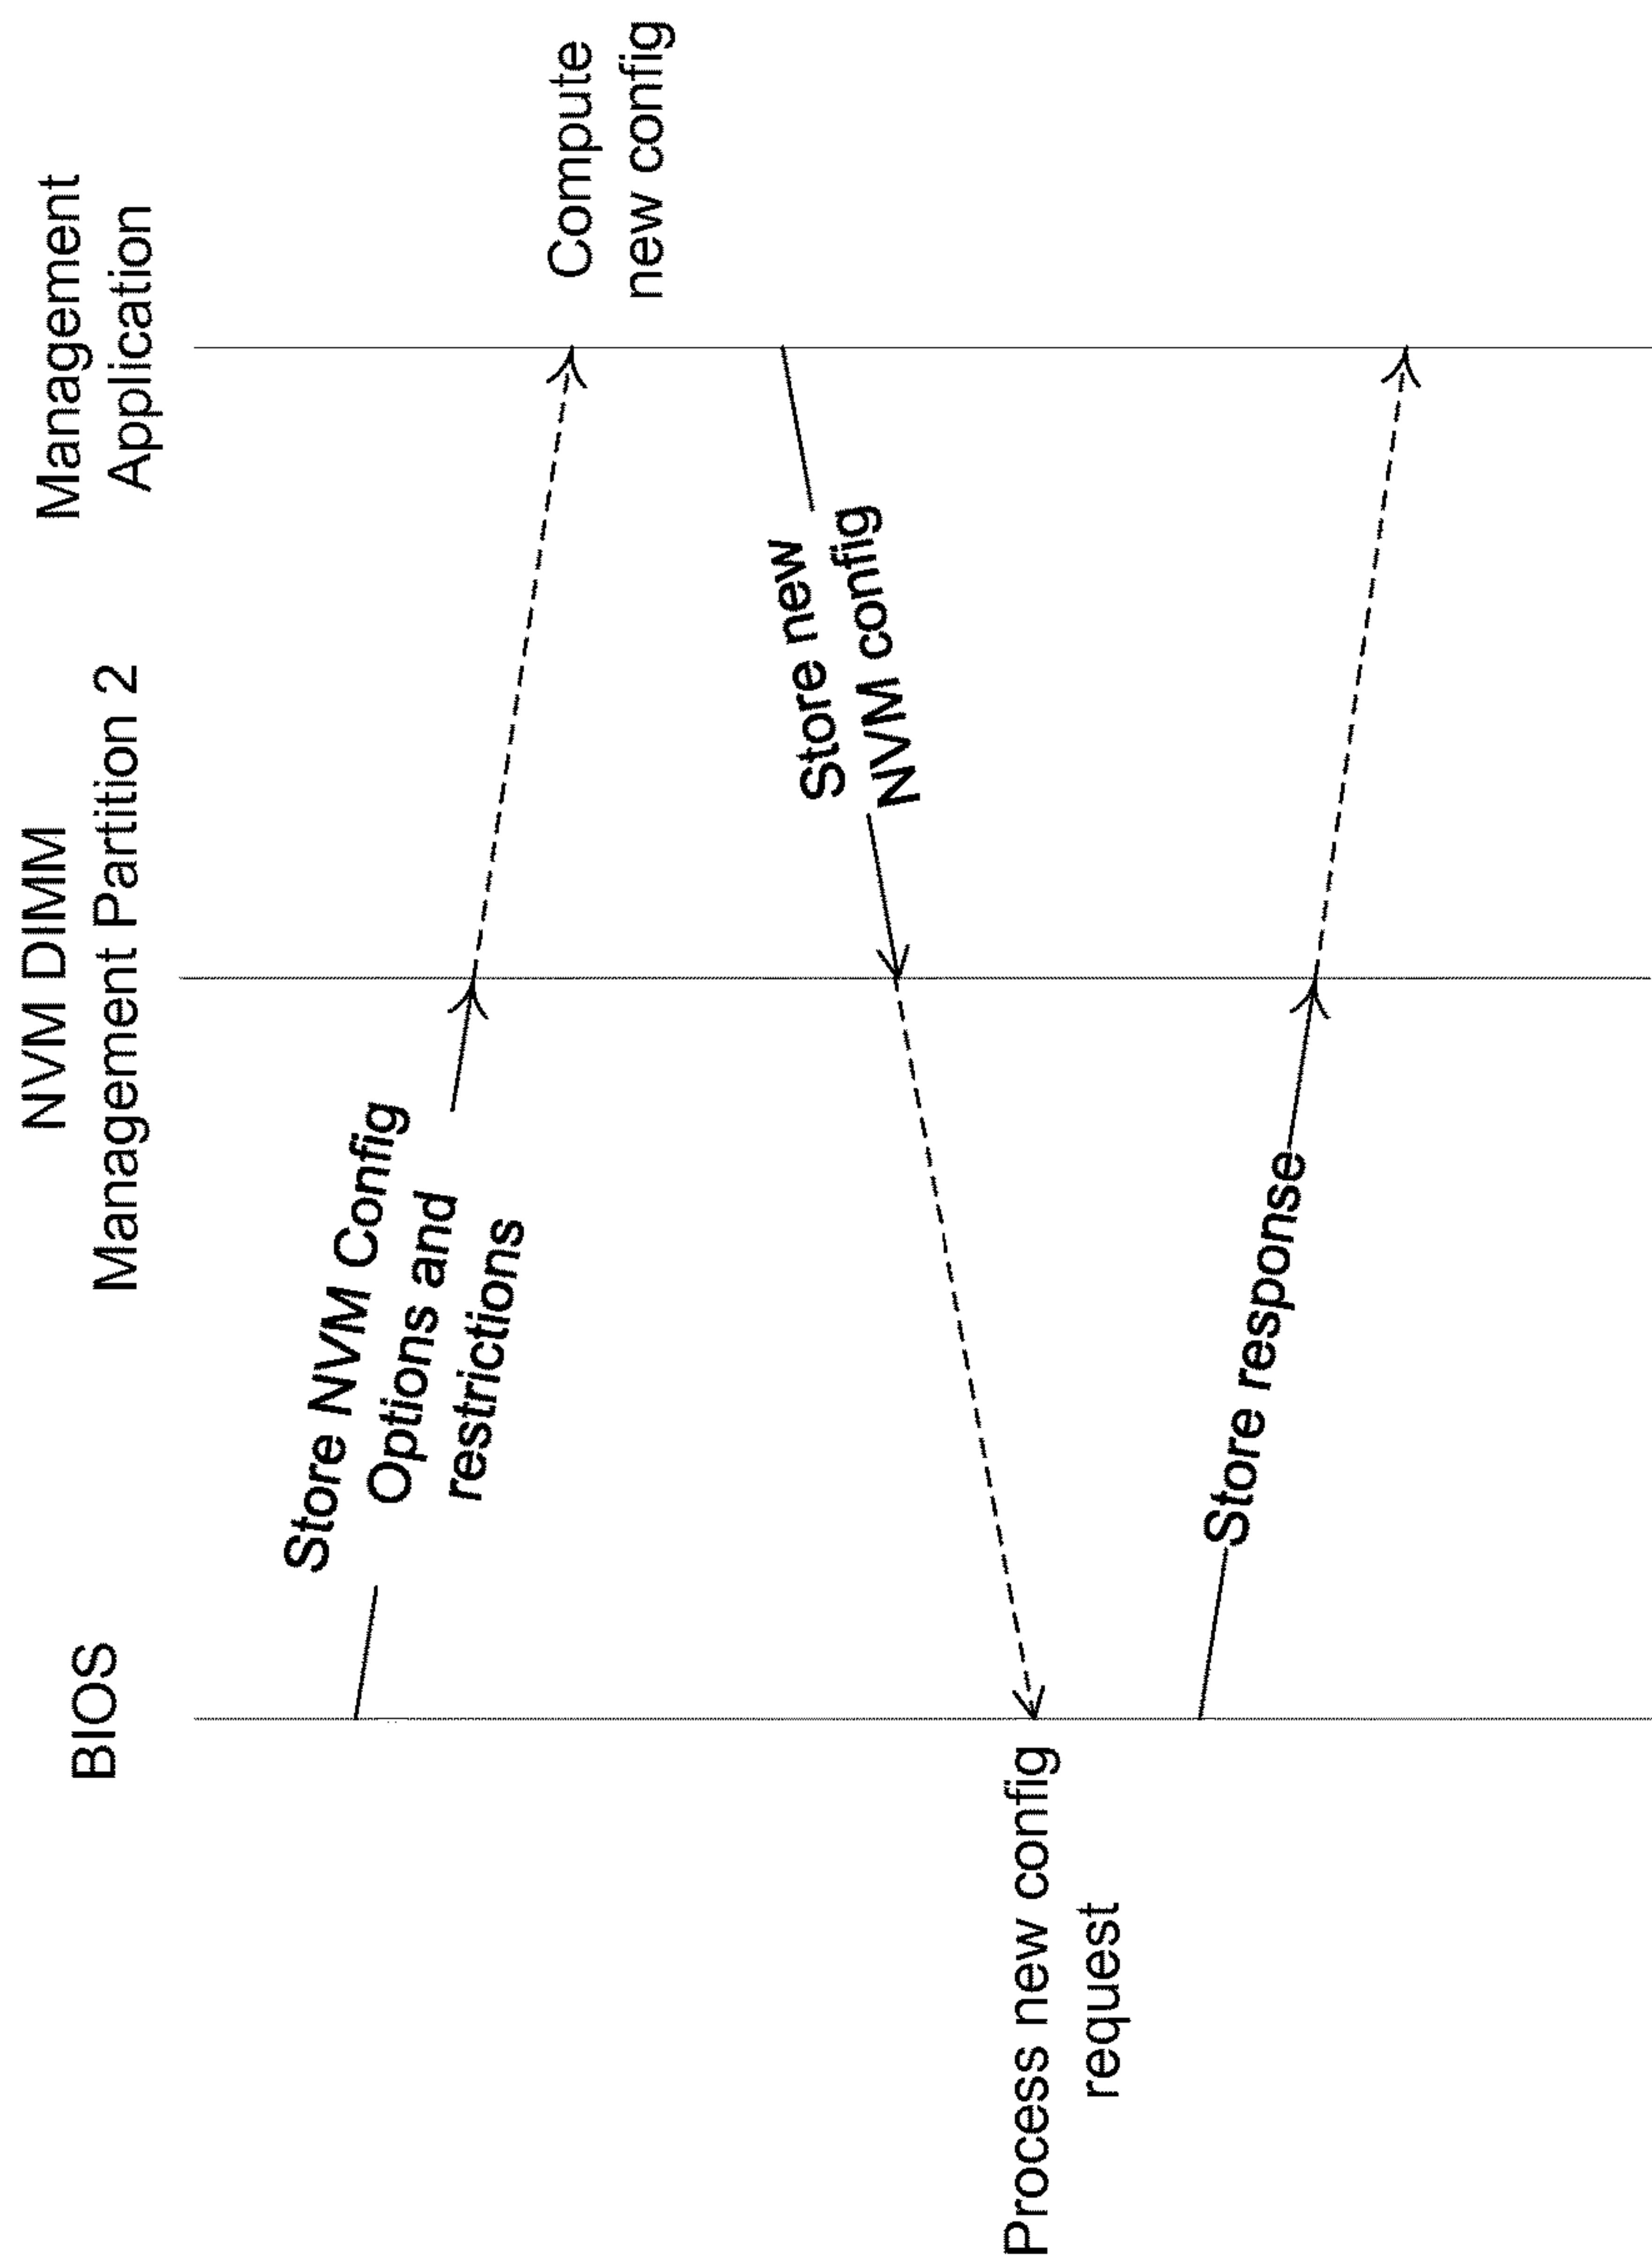 BIOS
NVM DIMM
Management Partition 2
Management
Application
Store NVM Config
Options and
restrictions
Compute
new config
Store new
NVM config
Process new config
request
Store response